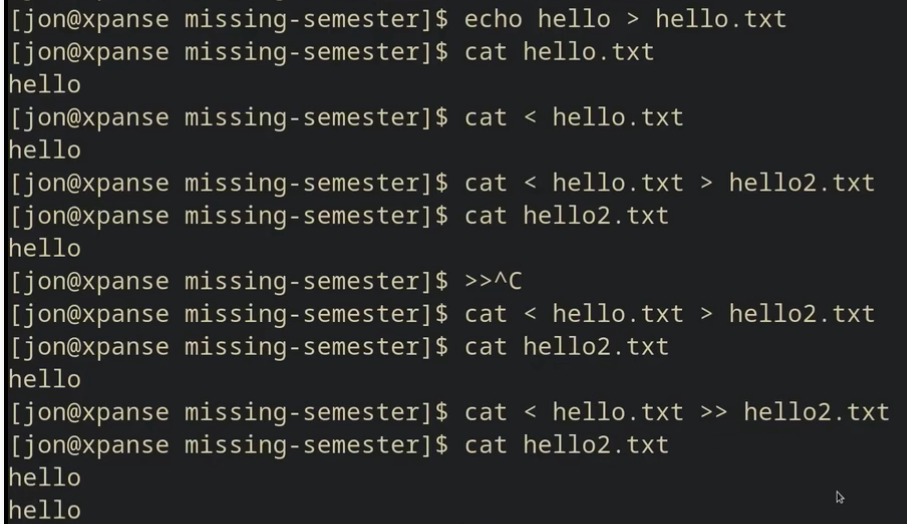 [jon@xpanse missing-semester]$ echo hello > hello.txt
[jon@xpanse missing-semester]$ cat hello.txt
hello
[jon@xpanse missing-semester]$ cat < hello.txt
hello
[jon@xpanse missing-semester]$ cat < hello.txt > hello2.txt
[jon@xpanse missing-semester]$ cat hello2.txt
hello
[jon@xpanse missing-semester]$ >>^C
[jon@xpanse missing-semester]$ cat < hello.txt > hello2.txt
[jon@xpanse missing-semester]$ cat hello2.txt
hello
[jon@xpanse missing-semester]$ cat < hello.txt >> hello2.txt
[jon@xpanse missing-semester]$ cat hello2.txt
hello
hello